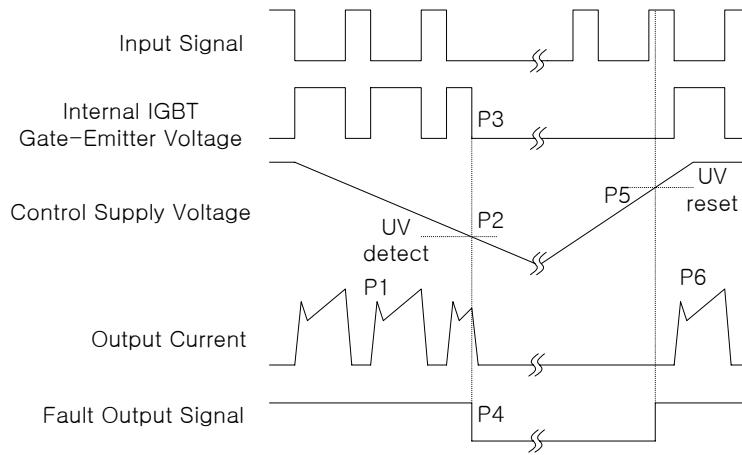 Input Signal
Internal IGBT
Gate-Emitter Voltage
P3
Control Supply Voltage
P2
UV
detect
P5
UV
reset
P1
P6
Output Current
Fault Output Signal
P4